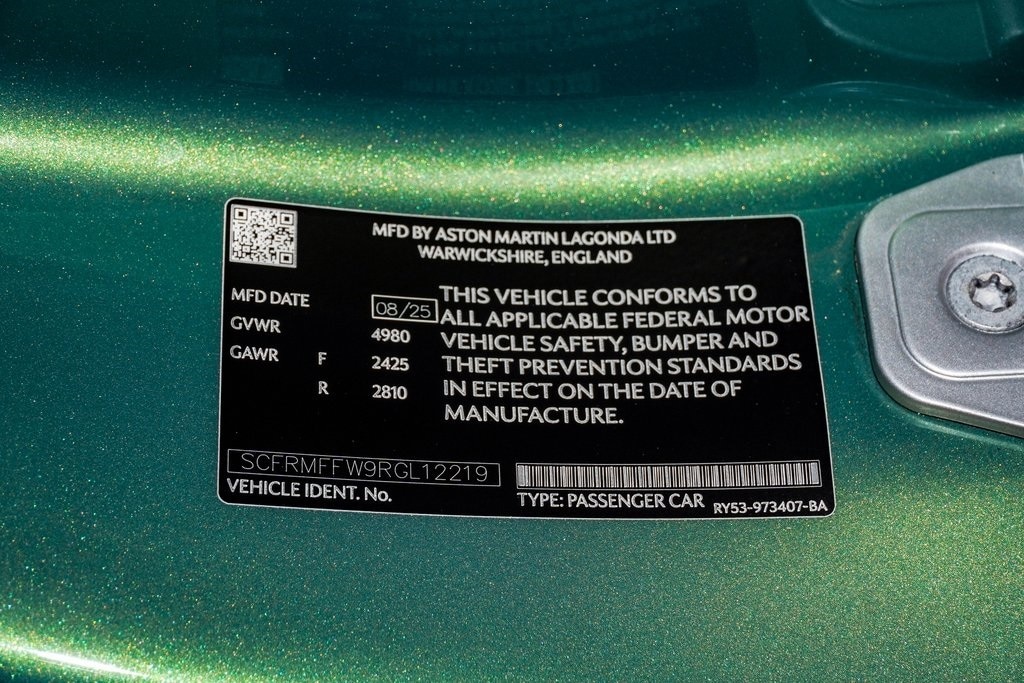 MFD BY ASTON MARTIN LAGONDA LTD
WARWICKSHIRE, ENGLAND
MFD DATE 08/25
GVWR 4980
GAWR F 2425
R 2810
THIS VEHICLE CONFORMS TO
ALL APPLICABLE FEDERAL MOTOR
VEHICLE SAFETY, BUMPER AND
THEFT PREVENTION STANDARDS
IN EFFECT ON THE DATE OF
MANUFACTURE.
SCFRMFFW9RGL12219
VEHICLE IDENT. No.
TYPE: PASSENGER CAR
RY53-973407-BA